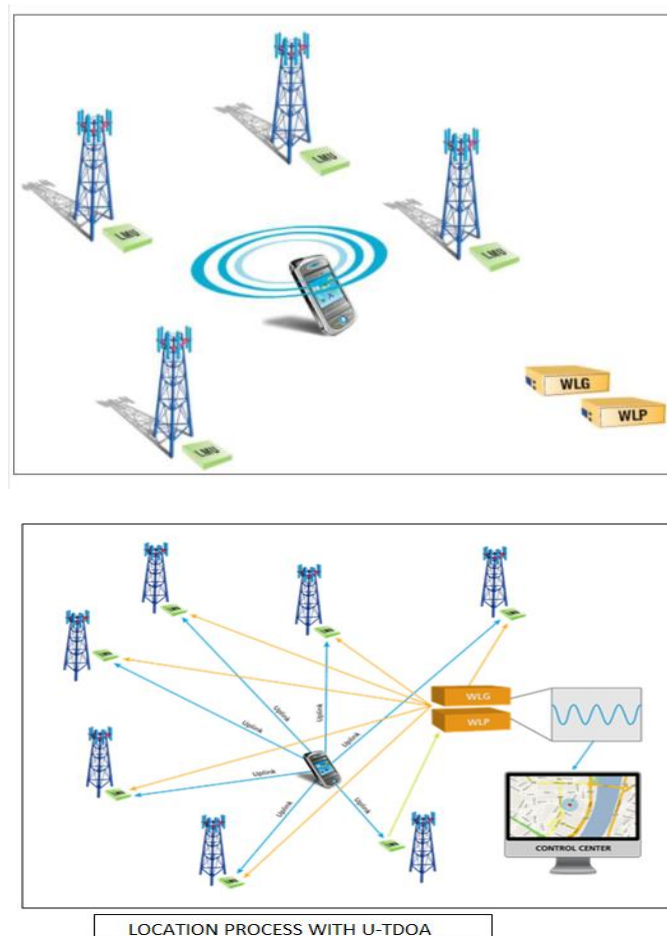 LMU
LMU
LMU
LMU
WLG
WLP
WLG
WLP
Uplink
Uplink
Uplink
Uplink
Uplink
Uplink
Uplink
CONTROL CENTER
LOCATION PROCESS WITH U-TDOA